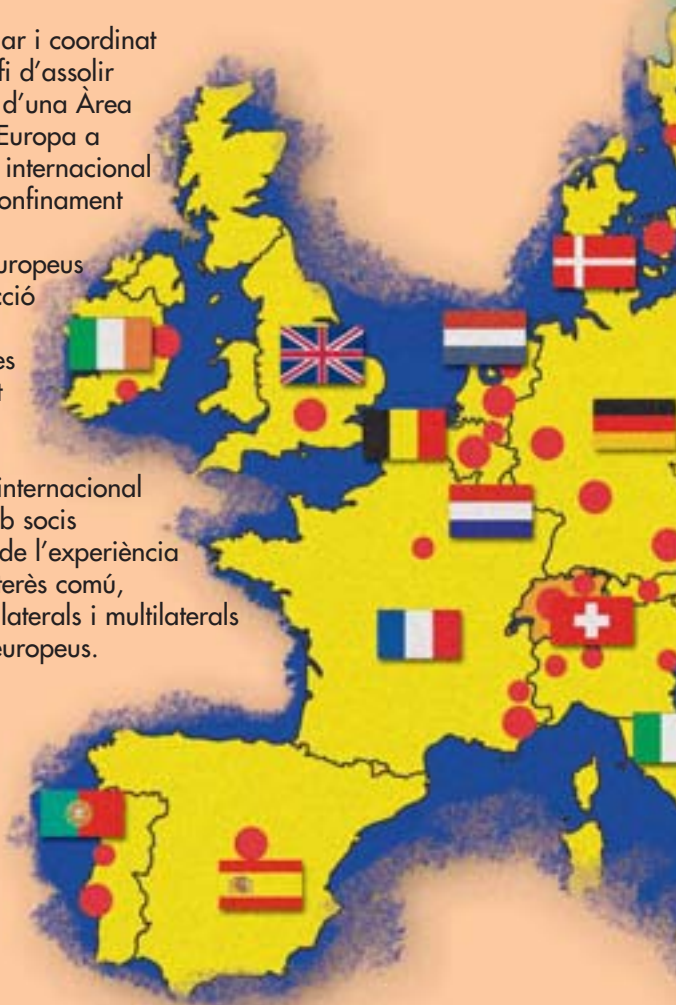 ar i coordinat
fi d'assolir
d'una Àrea
Europa a
internacional
onfinament
uropeus
cció
es
t
internacional
b socis
de l'experiència
terès comú,
laterals i multilaterals
europeus.